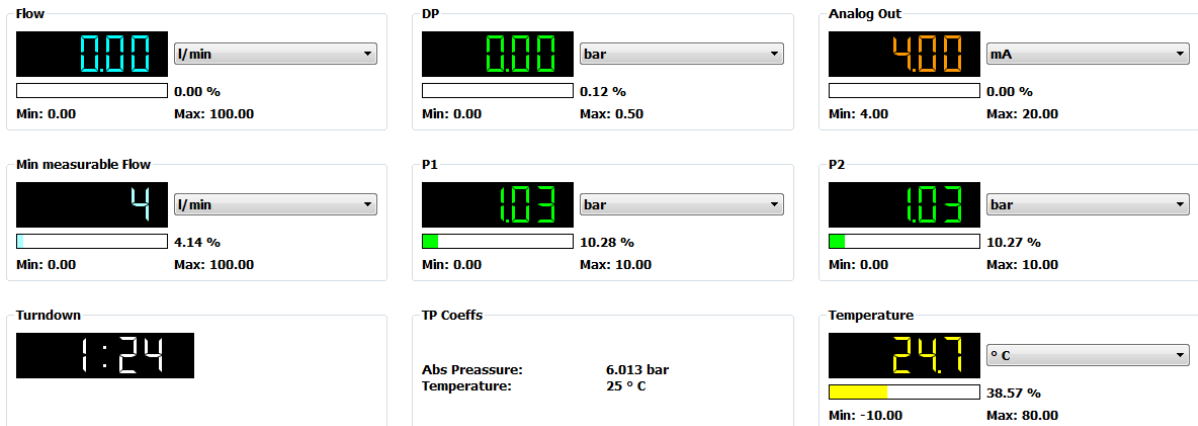 Flow
0.00 l/min
0.00 %
Min: 0.00 Max: 100.00
DP
0.00 bar
0.12 %
Min: 0.00 Max: 0.50
Analog Out
4.00 mA
0.00 %
Min: 4.00 Max: 20.00
Min measurable Flow
4 l/min
4.14 %
Min: 0.00 Max: 100.00
P1
1.03 bar
10.28 %
Min: 0.00 Max: 10.00
P2
1.03 bar
10.27 %
Min: 0.00 Max: 10.00
Turndown
1:24
TP Coeffs
Abs Preassure: 6.013 bar
Temperature: 25 ° C
Temperature
24.7 ° C
38.57 %
Min: -10.00 Max: 80.00